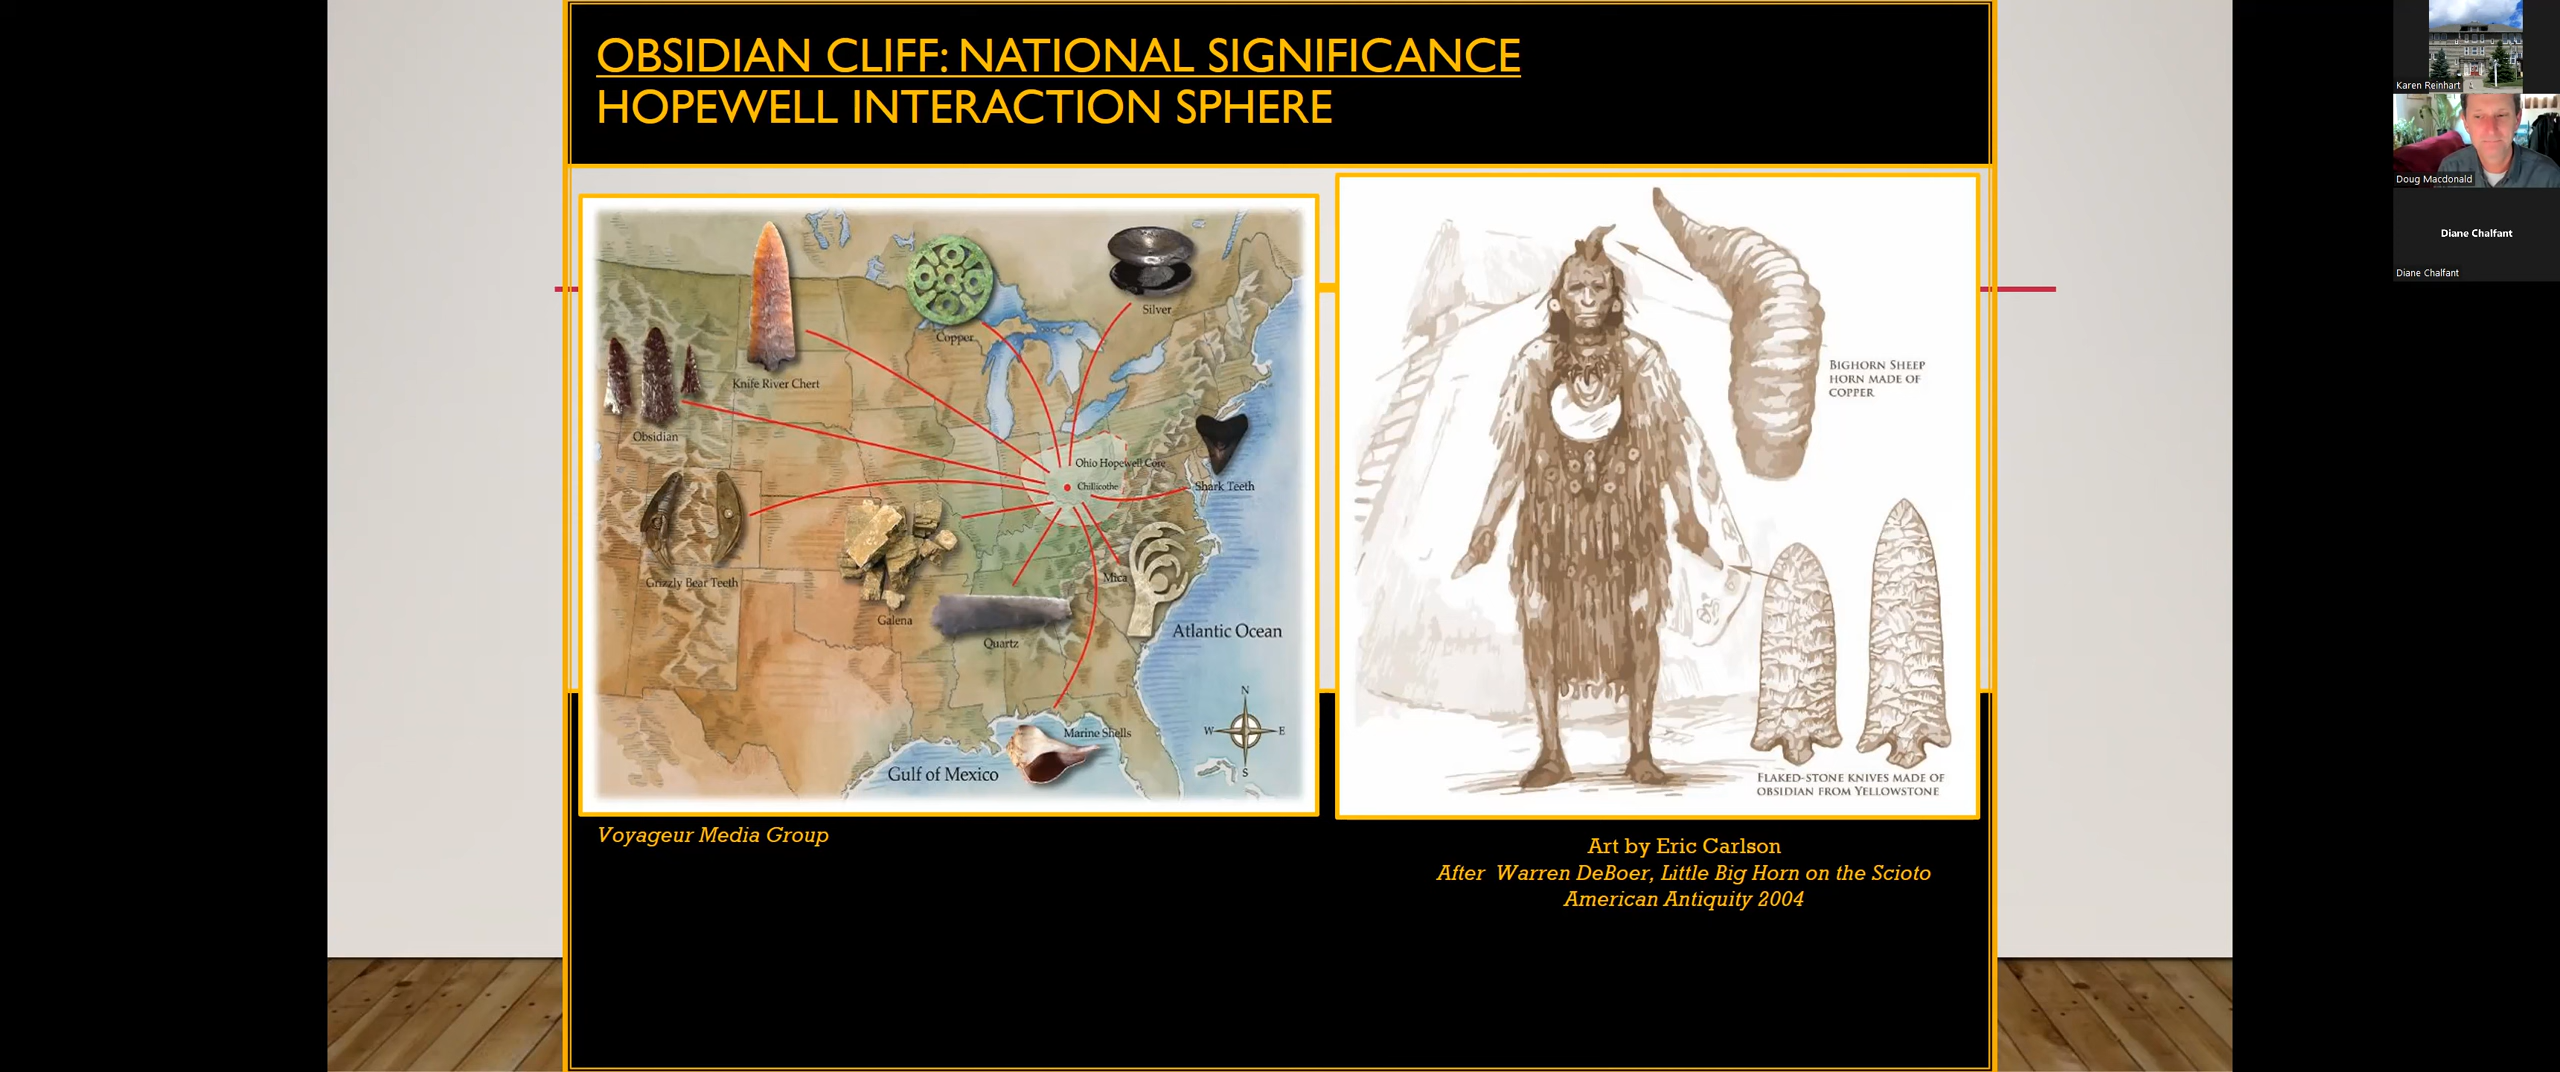 OBSIDIAN CLIFF: NATIONAL SIGNIFICANCE
HOPEWELL INTERACTION SPHERE
Silver
Copper
Knife River Chert
Obsidian
Ohio Hopewell Core
Chillicothe
Shark Teeth
Grizzly Bear Teeth
Mica
Galena
Quartz
Atlantic Ocean
Marine Shells
Gulf of Mexico
N
W
E
S
Voyageur Media Group
BIGHORN SHEEP
HORN MADE OF
COPPER
FLAKED-STONE KNIVES MADE OF
OBSIDIAN FROM YELLOWSTONE
Art by Eric Carlson
After Warren DeBoer, Little Big Horn on the Scioto
American Antiquity 2004
Karen Reinhart
Doug Macdonald
Diane Chalfant
Diane Chalfant